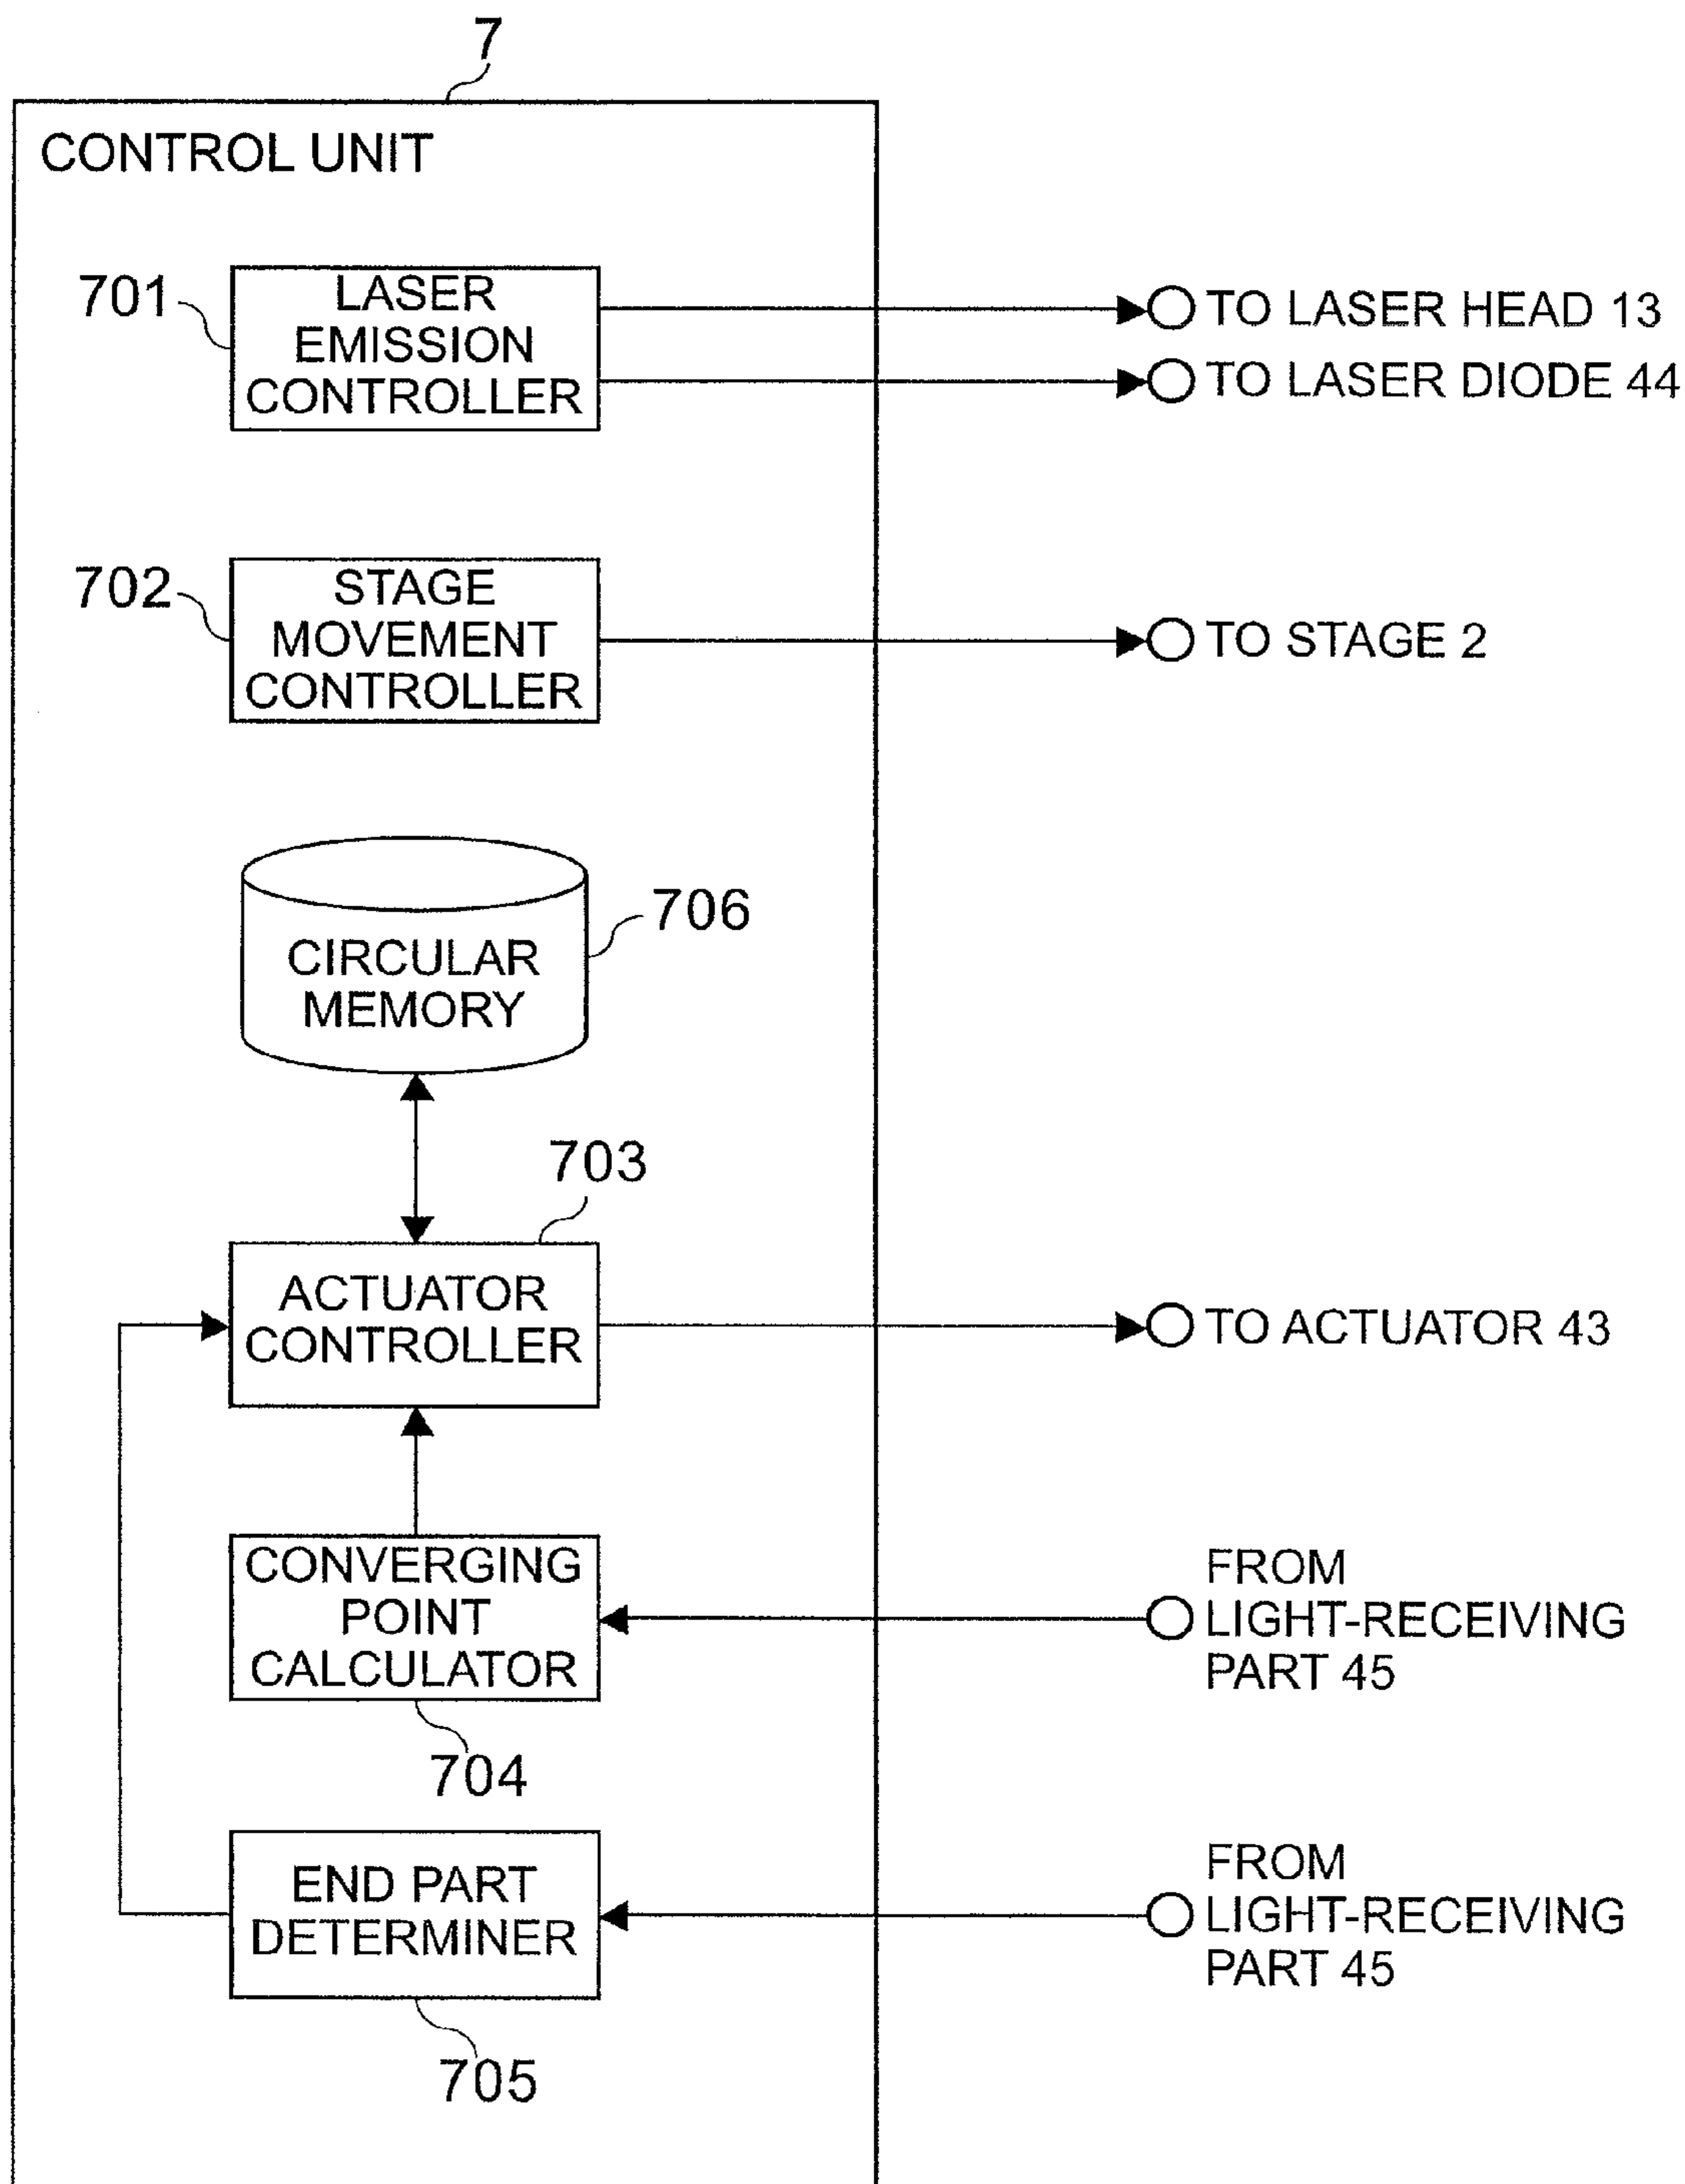 7
CONTROL UNIT
701
LASER
EMISSION
CONTROLLER
TO LASER HEAD 13
TO LASER DIODE 44
702
STAGE
MOVEMENT
CONTROLLER
TO STAGE 2
706
CIRCULAR
MEMORY
703
ACTUATOR
CONTROLLER
TO ACTUATOR 43
CONVERGING
POINT
CALCULATOR
704
FROM
LIGHT-RECEIVING
PART 45
END PART
DETERMINER
705
FROM
LIGHT-RECEIVING
PART 45